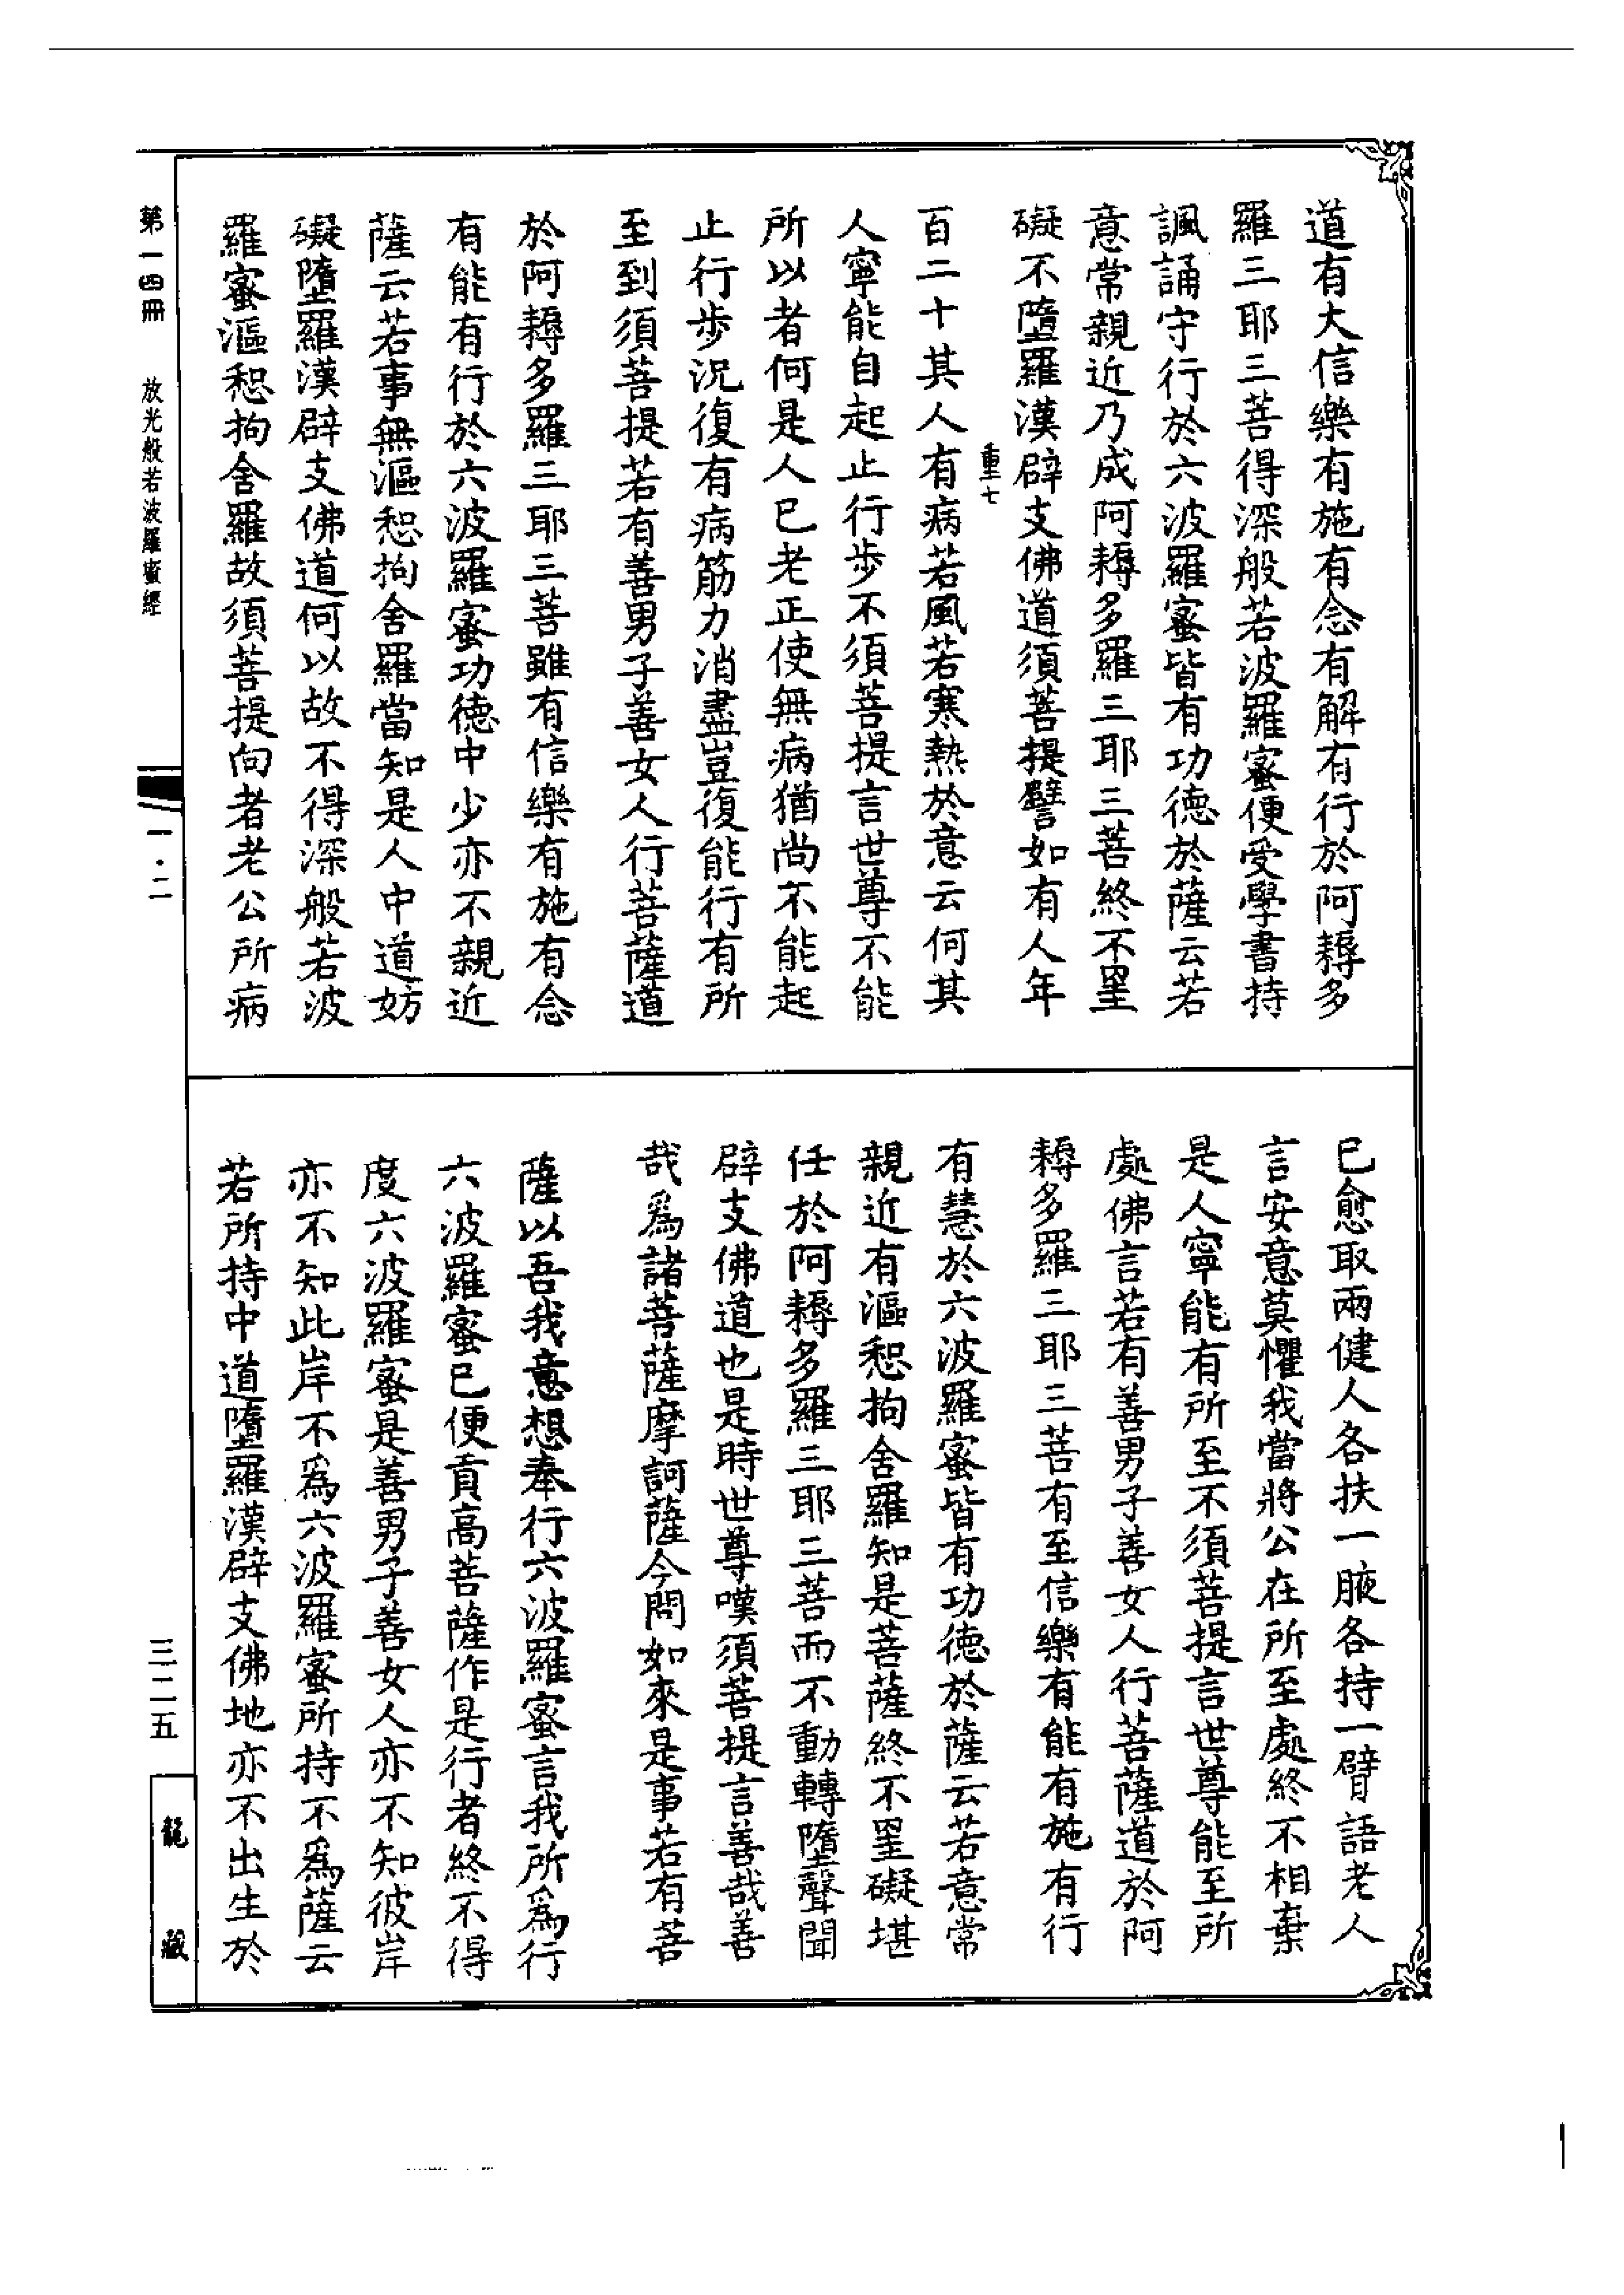 道有大信樂有施有念有解有行於阿耨多
羅三耶三菩得深般若波羅蜜便受學書持
諷誦守行於六波羅蜜皆有功德於薩云若
意常親近乃成阿耨多羅三耶三菩終不罣
礙不墮羅漢辟支佛道須菩提譬如有人年
重七
百二十其人有病若風若寒熱於意云何其
人寧能自起止行步不須菩提言世尊不能
所以者何是人已老正使無病猶尚不能起
止行步況復有病筋力消盡豈復能行有所
至到須菩提若有善男子善女人行菩薩道
於阿耨多羅三耶三菩雖有信樂有施有念
有能有行於六波羅蜜功德中少亦不親近
薩云若事無漚惒拘舍羅當知是人中道妨
礙墮羅漢辟支佛道何以故不得深般若波
羅蜜漚惒拘舍羅故須菩提向者老公所病
已愈取兩健人各扶一腋各持一臂語老人
言安意莫懼我當將公在所至處終不相棄
是人寧能有所至不須菩提言世尊能至所
處佛言若有善男子善女人行菩薩道於阿
耨多羅三耶三菩有至信樂有能有施有行
有慧於六波羅蜜皆有功德於薩云若意常
親近有漚惒拘舍羅知是菩薩終不罣礙堪
任於阿耨多羅三耶三菩而不動轉墮聲聞
辟支佛道也是時世尊嘆須菩提言善哉善
哉爲諸菩薩摩訶薩今問如來是事若有菩
薩以吾我意想奉行六波羅蜜言我所爲行
六波羅蜜已便貢高菩薩作是行者終不得
度六波羅蜜是善男子善女人亦不知彼岸
亦不知此岸不爲六波羅蜜所持不爲薩云
若所持中道墮羅漢辟支佛地亦不出生於
第一四冊 放光般若波羅蜜經
一·二
三二五
龍藏